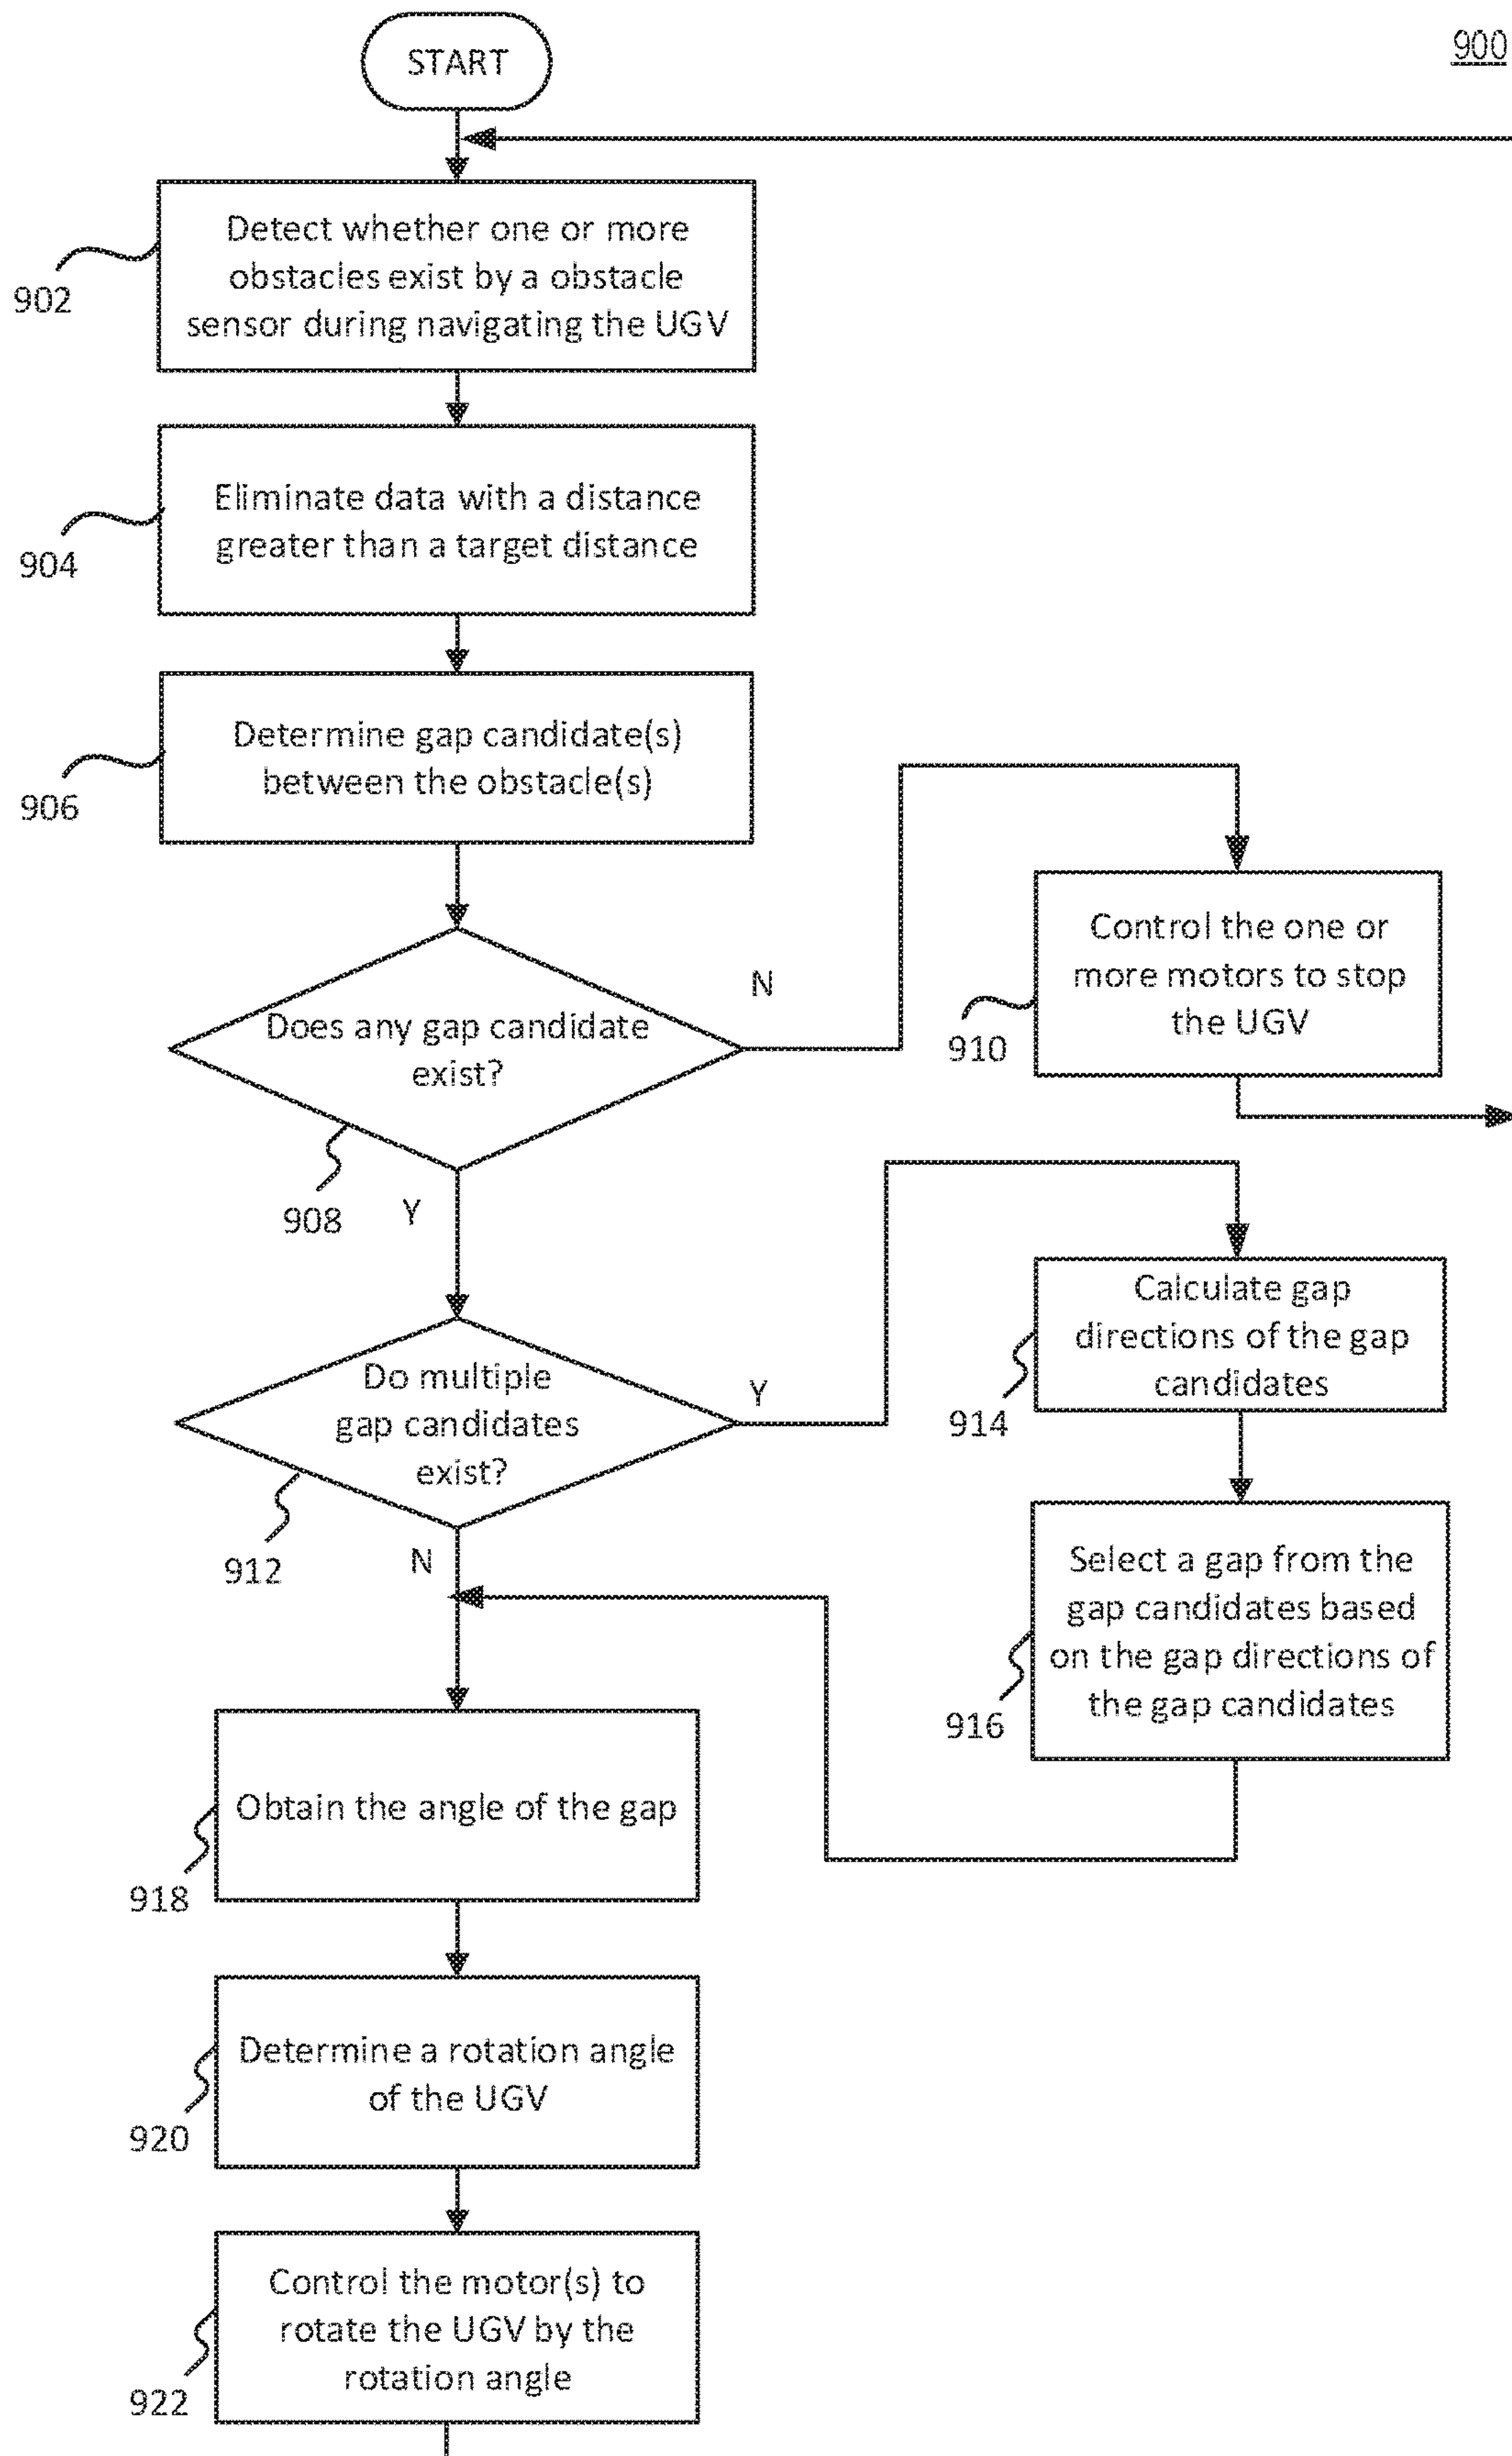 START
900
Detect whether one or more
obstacles exist by a obstacle
sensor during navigating the UGV
902
Eliminate data with a distance
greater than a target distance
904
Determine gap candidate(s)
between the obstacle(s)
906
Does any gap candidate
exist?
N
908
Y
Control the one or
more motors to stop
the UGV
910
Do multiple
gap candidates
exist?
Y
912
N
Calculate gap
directions of the gap
candidates
914
Select a gap from the
gap candidates based
on the gap directions of
the gap candidates
916
Obtain the angle of the gap
918
Determine a rotation angle
of the UGV
920
Control the motor(s) to
rotate the UGV by the
rotation angle
922